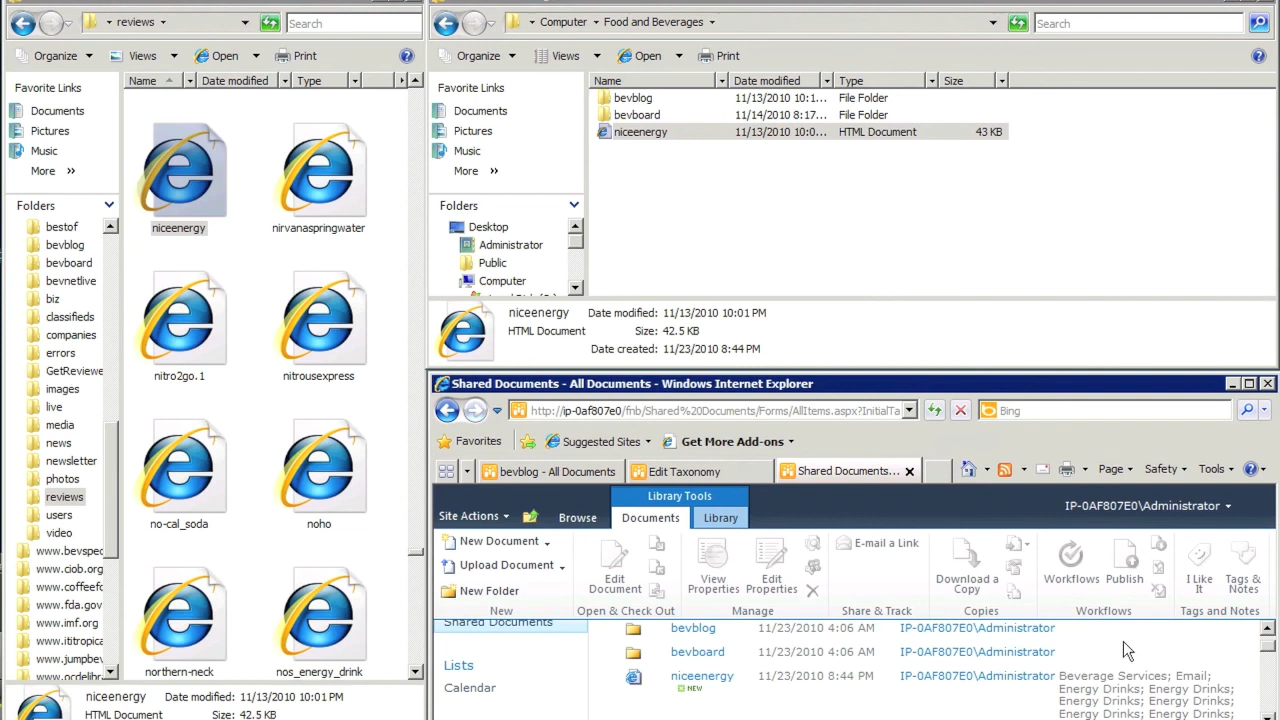 reviews
Search
Organize Views Open Print
Favorite Links
Name Date modified Type
Documents
Pictures
Music
More »
Folders
bestof
bevblog
bevboard
bevnetlive
biz
classifieds
companies
errors
GetReviewe
images
live
media
news
newsletter
photos
reviews
users
video
www.bevspec
www.ciob.org
www.coffeefo
www.fda.gov
www.imf.org
www.ititropica
www.jumpbev
niceenergy
nirvanaspringwater
nitro2go.1
nitrousexpress
no-cal_soda
noho
northern-neck
nos_energy_drink
niceenergy Date modified: 11/13/2010 10:01 PM
HTML Document Size: 42.5 KB
Computer Food and Beverages
Search
Organize Views Open Print
Favorite Links
Name Date modified Type Size
Documents
Pictures
Music
More »
bevblog 11/13/2010 10:1... File Folder
bevboard 11/14/2010 8:17... File Folder
niceenergy 11/13/2010 10:0... HTML Document 43 KB
Folders
Desktop
Administrator
Public
Computer
niceenergy Date modified: 11/13/2010 10:01 PM
HTML Document Size: 42.5 KB
Date created: 11/23/2010 8:44 PM
Shared Documents - All Documents - Windows Internet Explorer
http://ip-0af807e0/fnb/Shared%20Documents/Forms/AllItems.aspx?InitialTa
Bing
Favorites Suggested Sites Get More Add-ons
bevblog - All Documents Edit Taxonomy Shared Documents... Page Safety Tools
Library Tools
IP-0AF807E0\Administrator
Site Actions Browse Documents Library
New Document
Upload Document
New Folder
New
Edit Document
Open & Check Out
View Properties
Edit Properties
Manage
E-mail a Link
Share & Track
Download a Copy
Copies
Workflows
Publish
Workflows
I Like It
Tags & Notes
Tags and Notes
Shared Documents
Lists
Calendar
bevblog 11/23/2010 4:06 AM IP-0AF807E0\Administrator
bevboard 11/23/2010 4:06 AM IP-0AF807E0\Administrator
niceenergy 11/23/2010 8:44 PM IP-0AF807E0\Administrator Beverage Services; Email;
NEW
Energy Drinks; Energy Drinks;
Energy Drinks; Energy Drinks;
Energy Drinks; Energy Drinks;